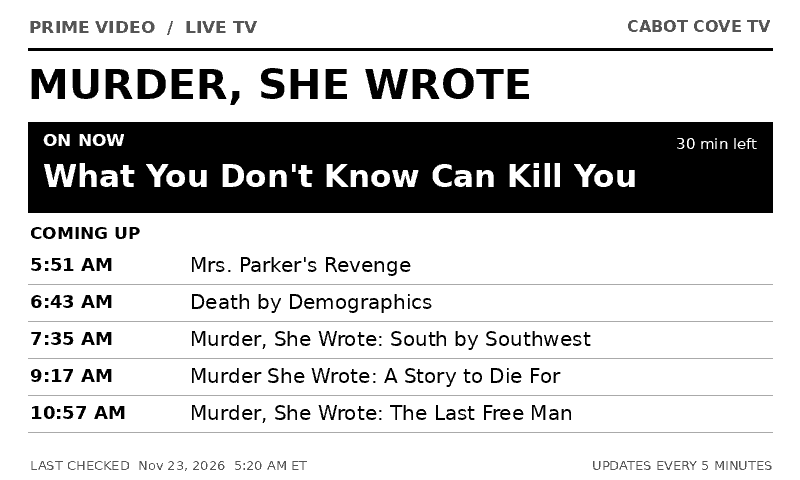 PRIME VIDEO / LIVE TV
CABOT COVE TV
MURDER, SHE WROTE
ON NOW
30 min left
What You Don't Know Can Kill You
COMING UP
5:51 AM Mrs. Parker's Revenge
6:43 AM Death by Demographics
7:35 AM Murder, She Wrote: South by Southwest
9:17 AM Murder She Wrote: A Story to Die For
10:57 AM Murder, She Wrote: The Last Free Man
LAST CHECKED Nov 23, 2026 5:20 AM ET
UPDATES EVERY 5 MINUTES